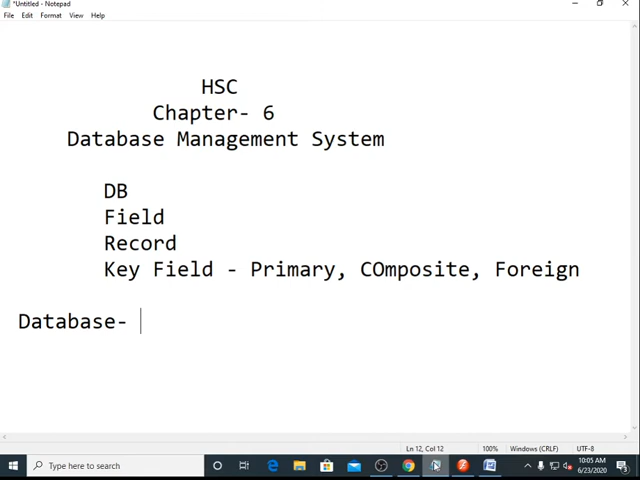 *Untitled - Notepad
File Edit Format View Help
HSC
Chapter- 6
Database Management System
DB
Field
Record
Key Field - Primary, COmposite, Foreign
Database-
Ln 12, Col 12 100% Windows (CRLF) UTF-8
Type here to search
10:05 AM
6/23/2020